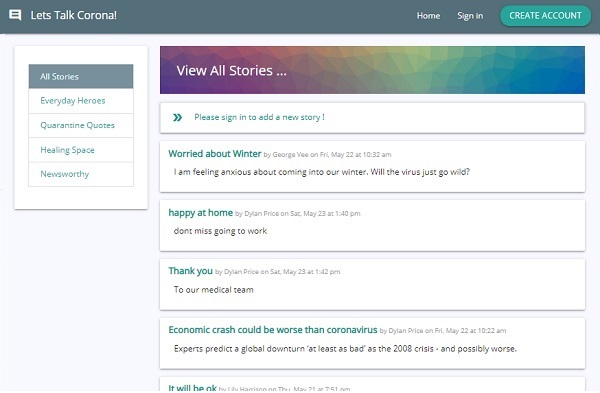 Lets Talk Corona!
Home
Sign in
CREATE ACCOUNT
All Stories
Everyday Heroes
Quarantine Quotes
Healing Space
Newsworthy
View All Stories ...
Please sign in to add a new story !
Worried about Winter by George Vee on Fri, May 22 at 10:32 am
I am feeling anxious about coming into our winter. Will the virus just go wild?
happy at home by Dylan Price on Sat, May 23 at 1:40 pm
dont miss going to work
Thank you by Dylan Price on Sat, May 23 at 1:42 pm
To our medical team
Economic crash could be worse than coronavirus by Dylan Price on Fri, May 22 at 10:22 am
Experts predict a global downturn 'at least as bad' as the 2008 crisis - and possibly worse.
It will be ok by Lily Harrison on Thu, May 21 at 7:51 pm